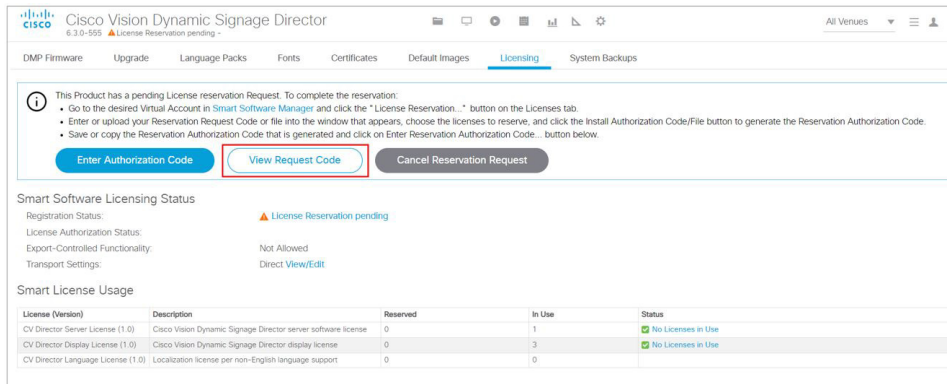 CISCO
Cisco Vision Dynamic Signage Director
6.3.0-555 License Reservation pending -
All Venues
DMP Firmware Upgrade Language Packs Fonts Certificates Default Images Licensing System Backups
This Product has a pending License reservation Request. To complete the reservation:
• Go to the desired Virtual Account in Smart Software Manager and click the "License Reservation..." button on the Licenses tab.
• Enter or upload your Reservation Request Code or file into the window that appears, choose the licenses to reserve, and click the Install Authorization Code/File button to generate the Reservation Authorization Code.
• Save or copy the Reservation Authorization Code that is generated and click on Enter Reservation Authorization Code... button below.
Enter Authorization Code View Request Code Cancel Reservation Request
Smart Software Licensing Status
Registration Status: License Reservation pending
License Authorization Status:
Export-Controlled Functionality: Not Allowed
Transport Settings: Direct View/Edit
Smart License Usage
License (Version) Description Reserved In Use Status
CV Director Server License (1.0) Cisco Vision Dynamic Signage Director server software license 0 1 No Licenses in Use
CV Director Display License (1.0) Cisco Vision Dynamic Signage Director display license 0 3 No Licenses in Use
CV Director Language License (1.0) Localization license per non-English language support 0 0